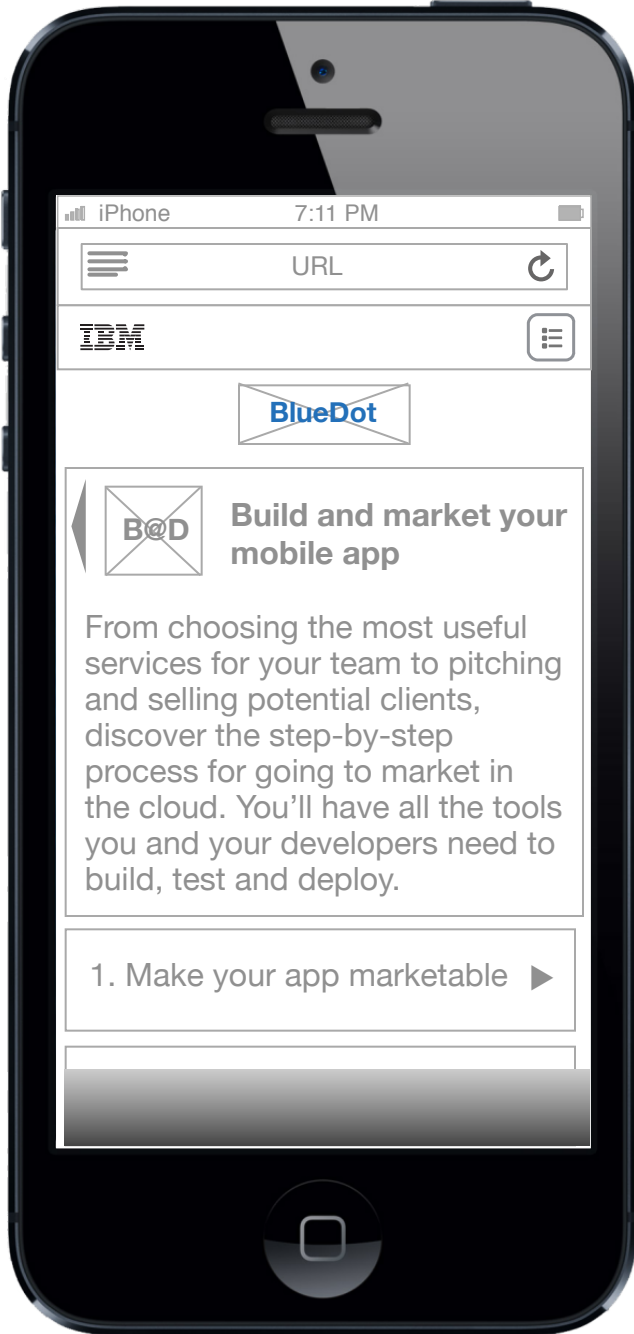 iPhone 7:11 PM
URL
IBM
BlueDot
B@D
Build and market your
mobile app
From choosing the most useful
services for your team to pitching
and selling potential clients,
discover the step-by-step
process for going to market in
the cloud. You’ll have all the tools
you and your developers need to
build, test and deploy.
1. Make your app marketable